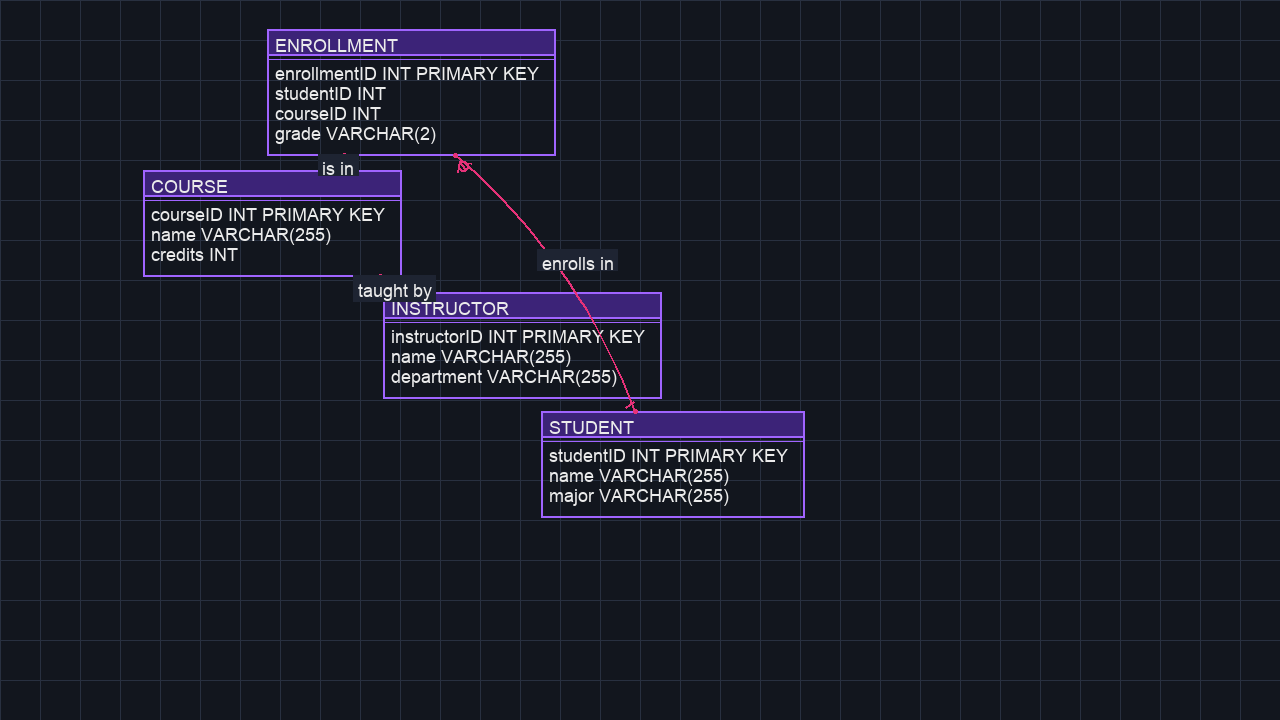 ENROLLMENT
enrollmentID INT PRIMARY KEY
studentID INT
courseID INT
grade VARCHAR(2)
is in
COURSE
courseID INT PRIMARY KEY
name VARCHAR(255)
credits INT
enrolls in
taught by
INSTRUCTOR
instructorID INT PRIMARY KEY
name VARCHAR(255)
department VARCHAR(255)
STUDENT
studentID INT PRIMARY KEY
name VARCHAR(255)
major VARCHAR(255)